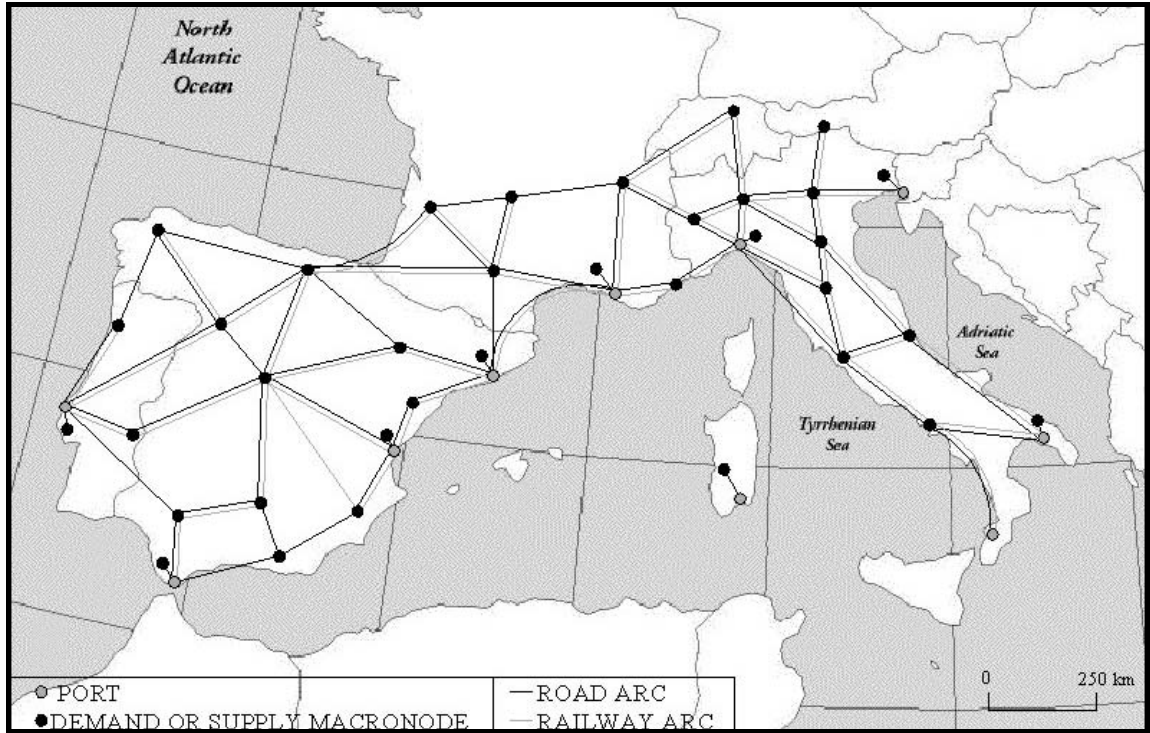 North
Atlantic
Ocean
Adriatic
Sea
Tyrrhenian
Sea
0 250 km
PORT
ROAD ARC
DEMAND OR SUPPLY MACRONODE
RAILWAY ARC